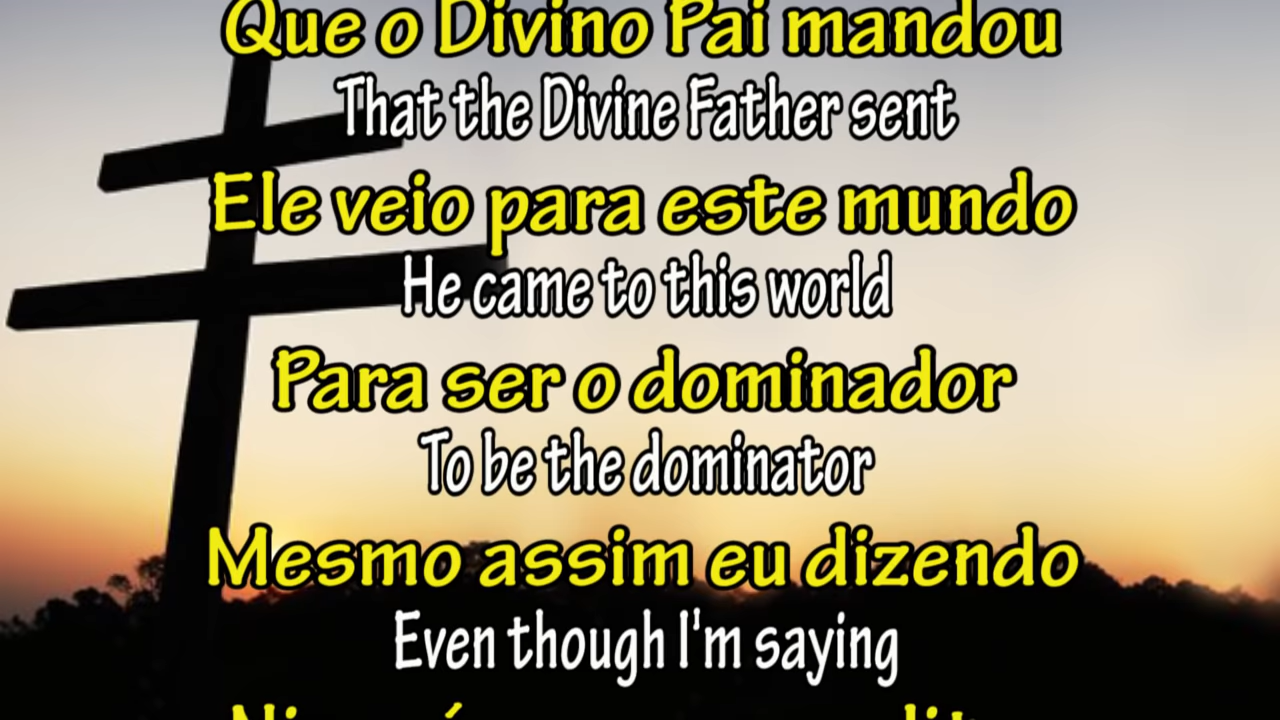 Que o Divino Pai mandou
That the Divine Father sent
Ele veio para este mundo
He came to this world
Para ser o dominador
To be the dominator
Mesmo assim eu dizendo
Even though I'm saying